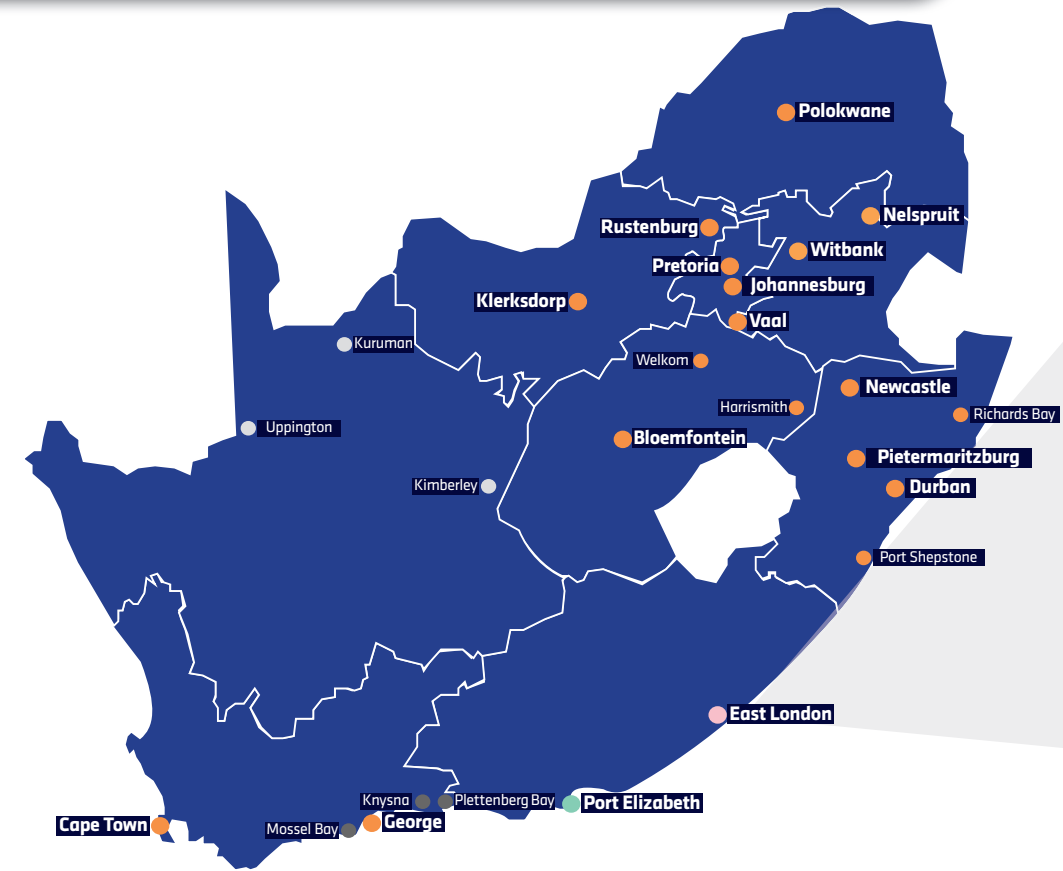 Polokwane
Nelspruit
Rustenburg
Witbank
Pretoria
Johannesburg
Klerksdorp
Vaal
Kuruman
Welkom
Newcastle
Harrismith
Richards Bay
Uppington
Bloemfontein
Pietermaritzburg
Kimberley
Durban
Port Shepstone
East London
Knysna
Plettenberg Bay
Port Elizabeth
Cape Town
Mossel Bay
George